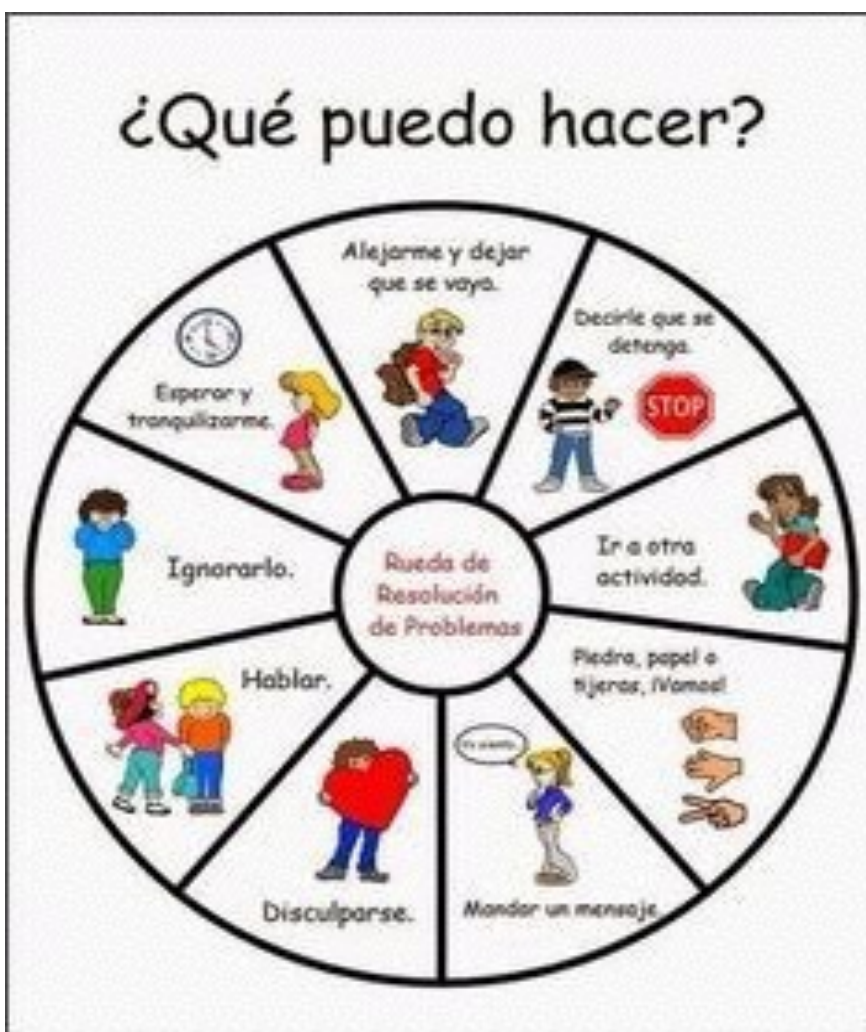 ¿Qué puedo hacer?
Alejarme y dejar
que se vaya.
Decirle que se
detenga.
STOP
Ir a otra
actividad.
Piedra, papel o
tijeras, ¡Vamos!
Mandar un mensaje.
Disculparse.
Hablar.
Ignorarlo.
Esperar y
tranquilizarme.
Rueda de
Resolución
de Problemas